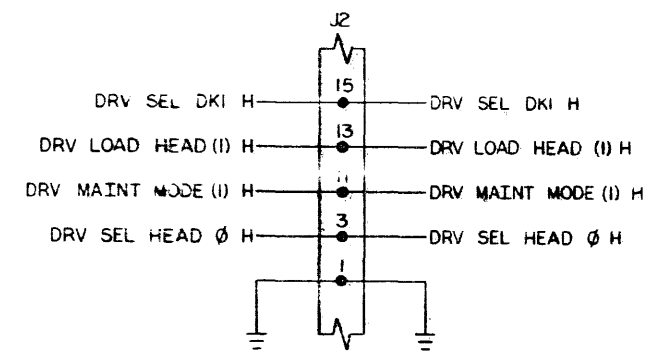 J2
15
DRV SEL DK1 H DRV SEL DK1 H
13
DRV LOAD HEAD (1) H DRV LOAD HEAD (1) H
11
DRV MAINT MODE (1) H DRV MAINT MODE (1) H
3
DRV SEL HEAD Ø H DRV SEL HEAD Ø H
1